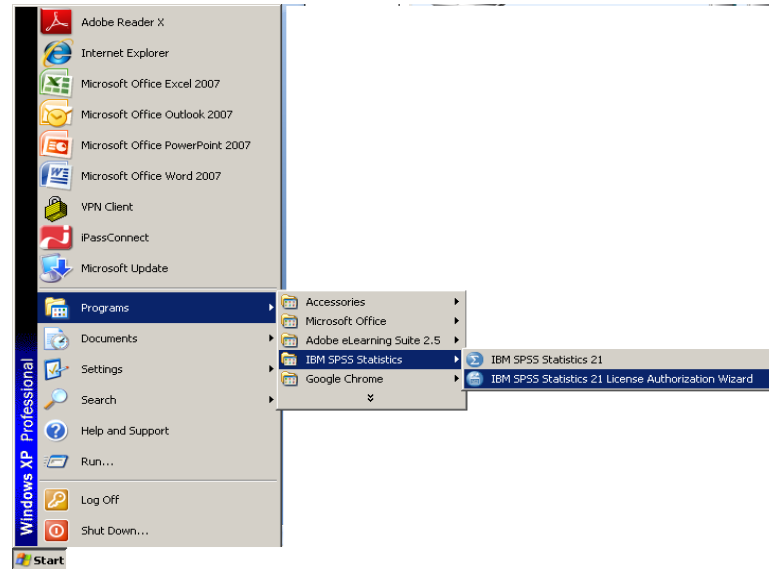 Adobe Reader X
Internet Explorer
Microsoft Office Excel 2007
Microsoft Office Outlook 2007
Microsoft Office PowerPoint 2007
Microsoft Office Word 2007
VPN Client
iPassConnect
Microsoft Update
Programs
Documents
Settings
Search
Help and Support
Run...
Log Off
Shut Down...
Windows XP Professional
Start
Accessories
Microsoft Office
Adobe eLearning Suite 2.5
IBM SPSS Statistics
Google Chrome
IBM SPSS Statistics 21
IBM SPSS Statistics 21 License Authorization Wizard